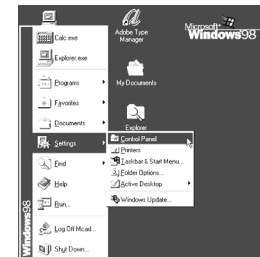 Adobe Type
Manager
Microsoft
Windows98
Calc.exe
Explorer.exe
My Documents
Programs
Favorites
Documents
Explorer
Settings
Control Panel
Printers
Taskbar & Start Menu...
Folder Options...
Active Desktop
Windows Update...
Find
Help
Run...
Log Off Mcad...
Shut Down...
Windows98